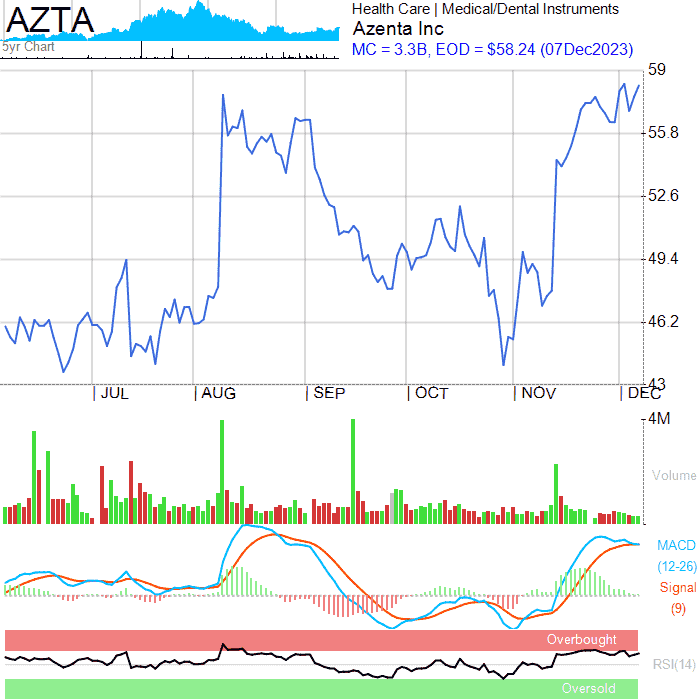 AZTA
5yr Chart
Health Care | Medical/Dental Instruments
Azenta Inc
MC = 3.3B, EOD = $58.24 (07Dec2023)
59
55.8
52.6
49.4
46.2
43
JUL AUG SEP OCT NOV DEC
4M
Volume
MACD
(12-26)
Signal
(9)
Overbought
RSI(14)
Oversold